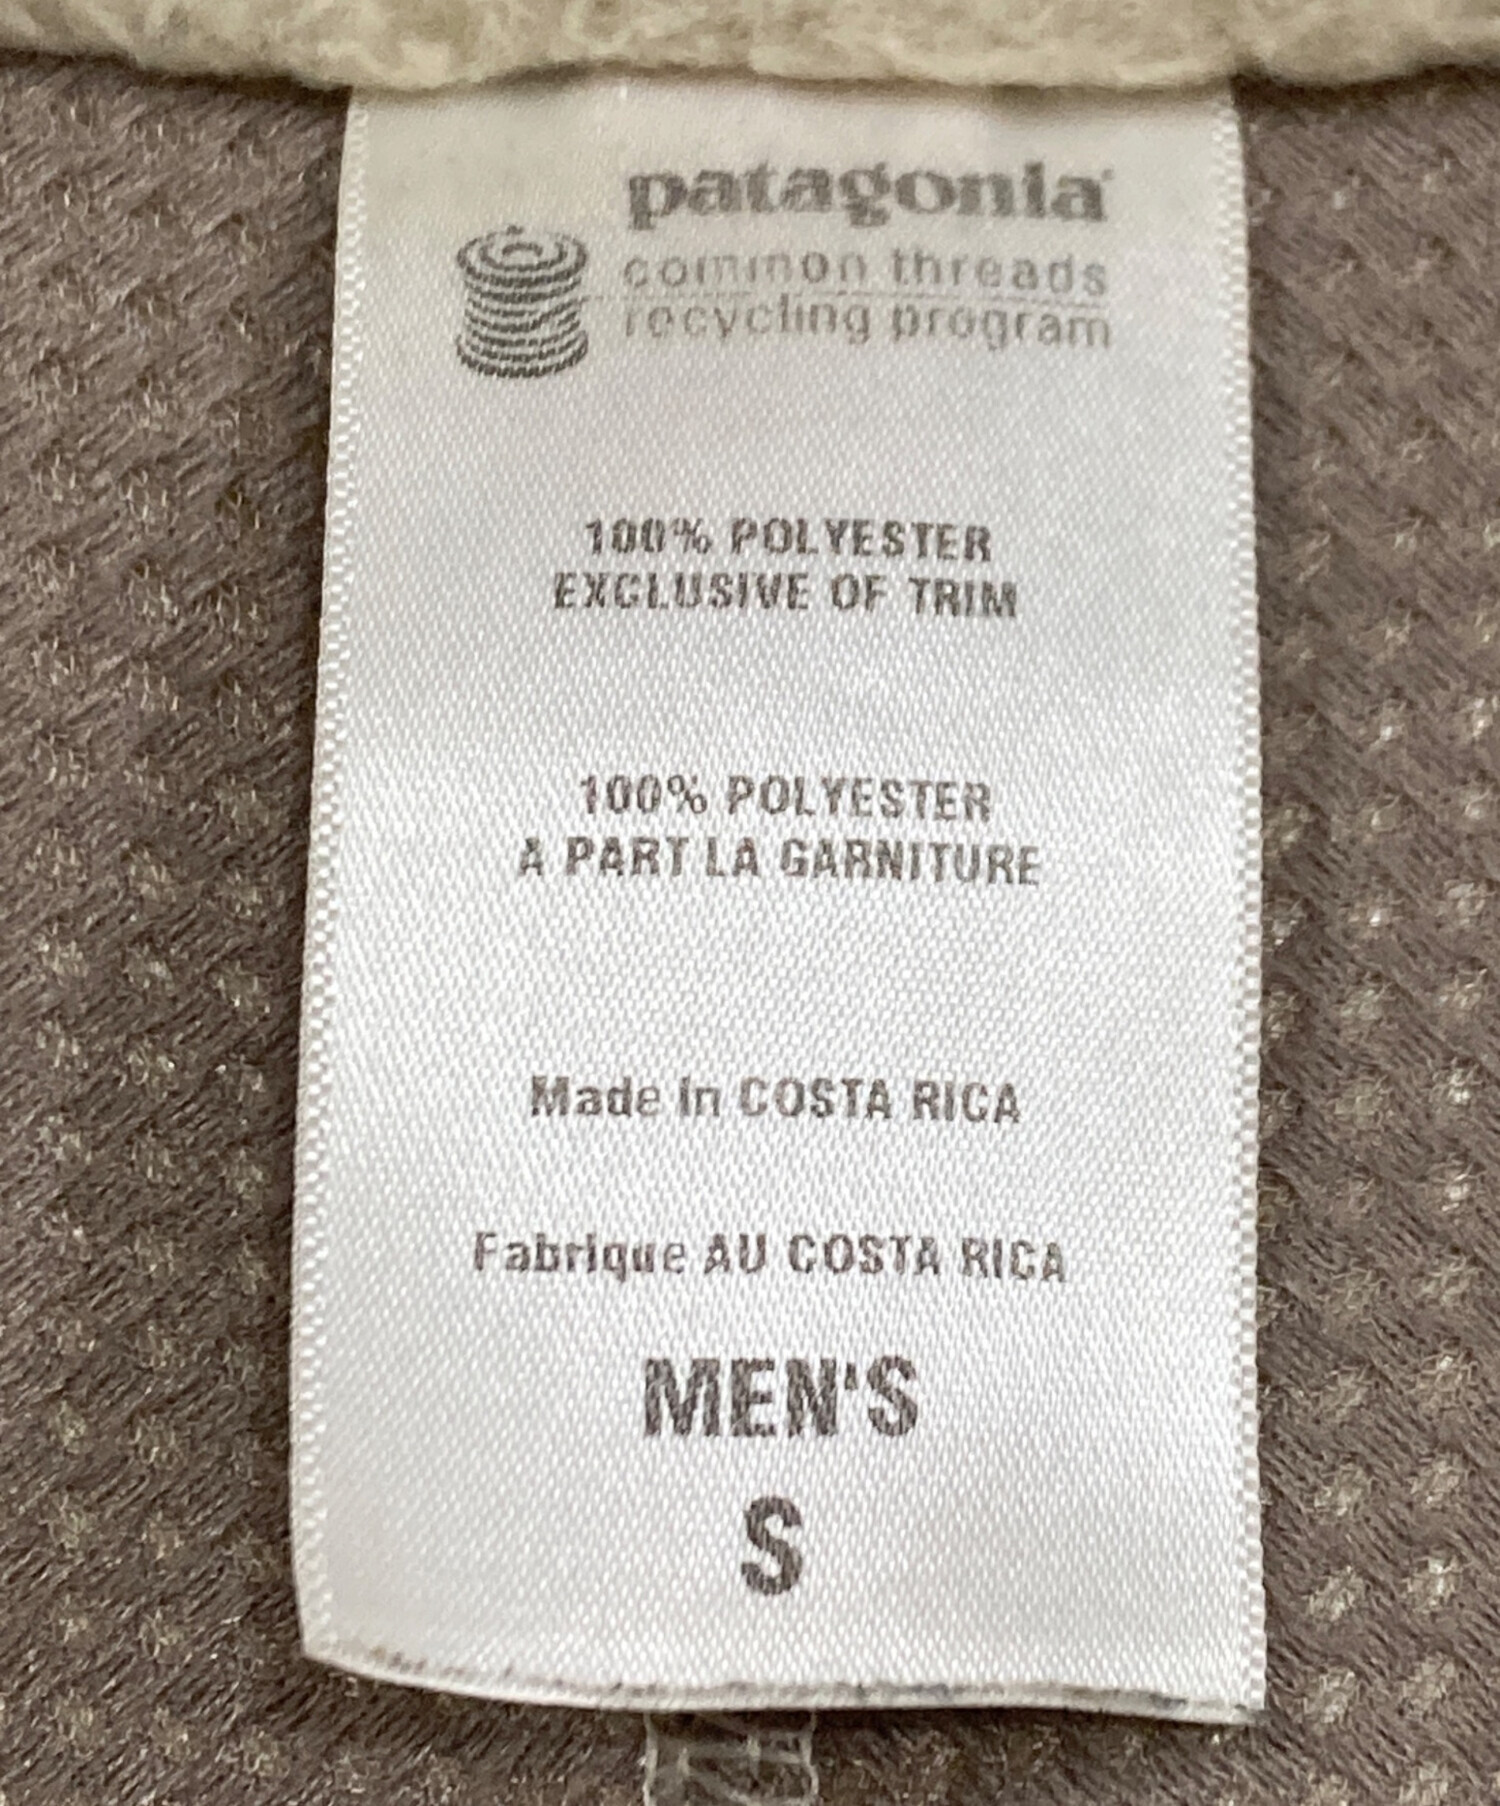 patagonia
common threads
recycling program
100% POLYESTER
EXCLUSIVE OF TRIM
100% POLYESTER
A PART LA GARNITURE
Made in COSTA RICA
Fabrique AU COSTA RICA
MEN'S
S